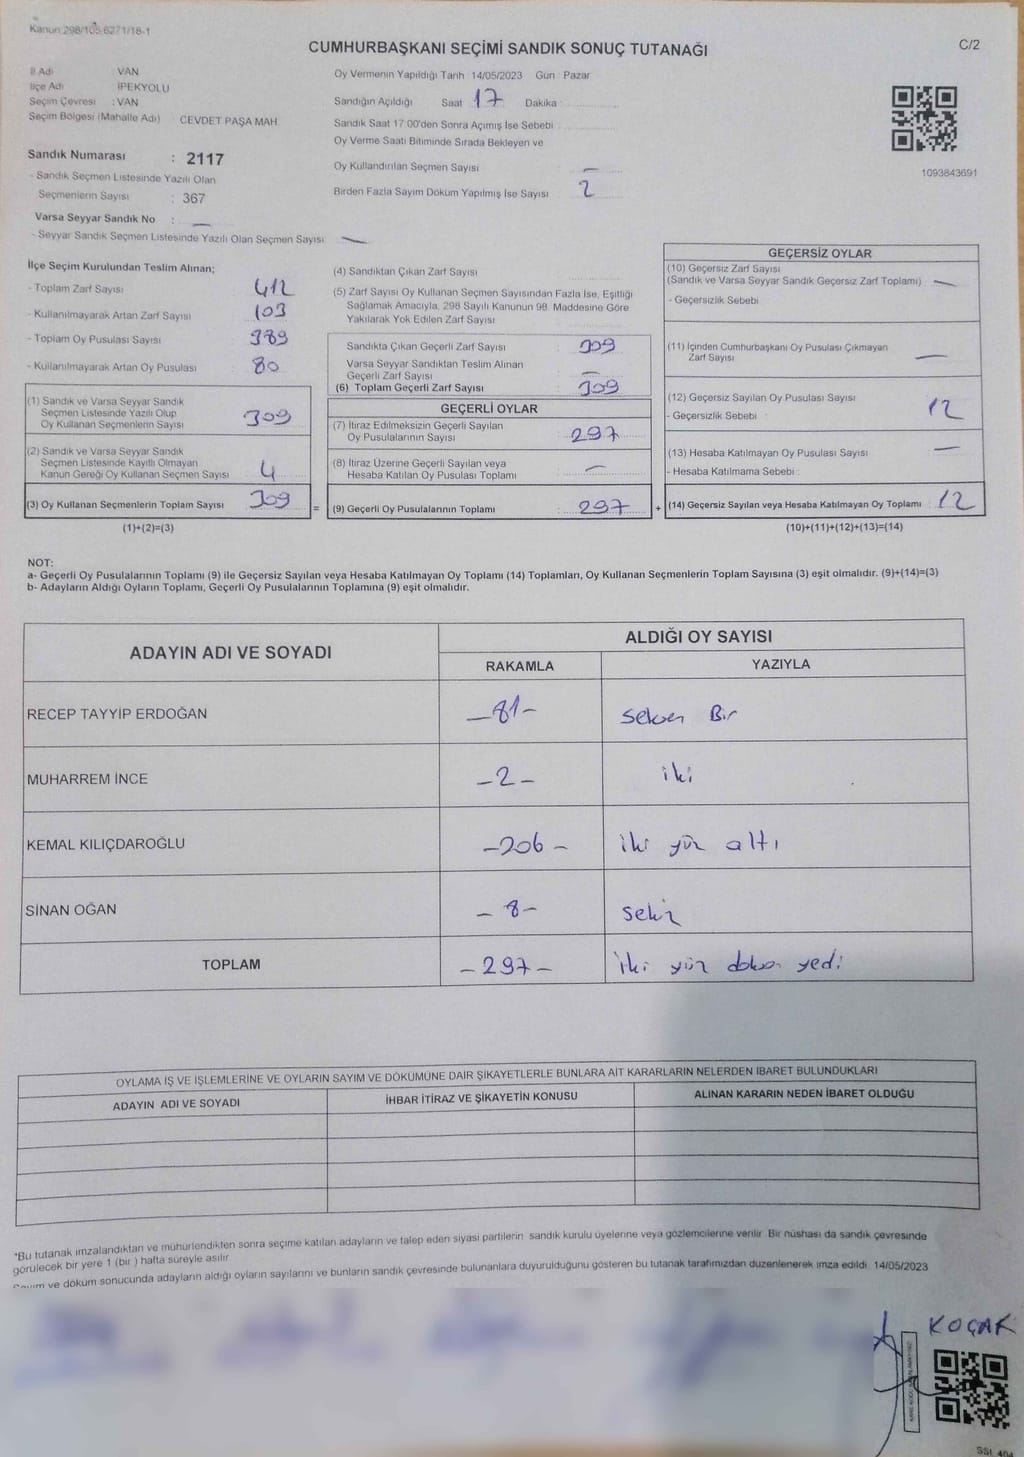 Kanun 298/105,6271/18-1
CUMHURBAŞKANI SEÇİMİ SANDIK SONUÇ TUTANAĞI
C/2
İl Adı VAN
İlçe Adı İPEKYOLU
Seçim Çevresi : VAN
Seçim Bölgesi (Mahalle Adı) CEVDET PAŞA MAH.
Sandık Numarası : 2117
- Sandık Seçmen Listesinde Yazılı Olan
Seçmenlerin Sayısı : 367
Varsa Seyyar Sandık No : —
- Seyyar Sandık Seçmen Listesinde Yazılı Olan Seçmen Sayısı: —
Oy Vermenin Yapıldığı Tarih 14/05/2023 Gün Pazar
Sandığın Açıldığı Saat 17 Dakika
Sandık Saat 17:00'den Sonra Açımış İse Sebebi
Oy Verme Saati Bitiminde Sırada Bekleyen ve
Oy Kullandırılan Seçmen Sayısı —
Birden Fazla Sayım Döküm Yapılmış İse Sayısı 2
1093843691
İlçe Seçim Kurulundan Teslim Alınan;
- Toplam Zarf Sayısı 412
- Kullanılmayarak Artan Zarf Sayısı 103
- Toplam Oy Pusulası Sayısı 389
- Kullanılmayarak Artan Oy Pusulası 80
(1) Sandık ve Varsa Seyyar Sandık
Seçmen Listesinde Yazılı Olup
Oy Kullanan Seçmenlerin Sayısı 309
(2) Sandık ve Varsa Seyyar Sandık
Seçmen Listesinde Kayıtlı Olmayan
Kanun Gereği Oy Kullanan Seçmen Sayısı 4
(3) Oy Kullanan Seçmenlerin Toplam Sayısı 309
(1)+(2)=(3)
=
(4) Sandıktan Çıkan Zarf Sayısı
(5) Zarf Sayısı Oy Kullanan Seçmen Sayısından Fazla İse, Eşitliği
Sağlamak Amacıyla, 298 Sayılı Kanunun 98. Maddesine Göre
Yakılarak Yok Edilen Zarf Sayısı
Sandıkta Çıkan Geçerli Zarf Sayısı 309
Varsa Seyyar Sandıktan Teslim Alınan
Geçerli Zarf Sayısı —
(6) Toplam Geçerli Zarf Sayısı 309
GEÇERLİ OYLAR
(7) İtiraz Edilmeksizin Geçerli Sayılan
Oy Pusulalarının Sayısı 297
(8) İtiraz Üzerine Geçerli Sayılan veya
Hesaba Katılan Oy Pusulası Toplamı —
(9) Geçerli Oy Pusulalarının Toplamı 297
+
GEÇERSİZ OYLAR
(10) Geçersiz Zarf Sayısı
(Sandık ve Varsa Seyyar Sandık Geçersiz Zarf Toplamı) —
- Geçersizlik Sebebi
(11) İçinden Cumhurbaşkanı Oy Pusulası Çıkmayan
Zarf Sayısı —
(12) Geçersiz Sayılan Oy Pusulası Sayısı 12
- Geçersizlik Sebebi :
(13) Hesaba Katılmayan Oy Pusulası Sayısı —
- Hesaba Katılmama Sebebi :
(14) Geçersiz Sayılan veya Hesaba Katılmayan Oy Toplamı 12
(10)+(11)+(12)+(13)=(14)
NOT:
a- Geçerli Oy Pusulalarının Toplamı (9) ile Geçersiz Sayılan veya Hesaba Katılmayan Oy Toplamı (14) Toplamları, Oy Kullanan Seçmenlerin Toplam Sayısına (3) eşit olmalıdır. (9)+(14)=(3)
b- Adayların Aldığı Oyların Toplamı, Geçerli Oy Pusulalarının Toplamına (9) eşit olmalıdır.
ADAYIN ADI VE SOYADI
ALDIĞI OY SAYISI
RAKAMLA YAZIYLA
RECEP TAYYİP ERDOĞAN -81- seksen Bir
MUHARREM İNCE -2- iki
KEMAL KILIÇDAROĞLU -206- iki yüz altı
SİNAN OĞAN -8- sekiz
TOPLAM -297- iki yüz doksan yedi
OYLAMA İŞ VE İŞLEMLERİNE VE OYLARIN SAYIM VE DÖKÜMÜNE DAİR ŞİKAYETLERLE BUNLARA AİT KARARLARIN NELERDEN İBARET BULUNDUKLARI
ADAYIN ADI VE SOYADI İHBAR İTİRAZ VE ŞİKAYETİN KONUSU ALINAN KARARIN NEDEN İBARET OLDUĞU
*Bu tutanak imzalandıktan ve mühürlendikten sonra seçime katılan adayların ve talep eden siyasi partilerin sandık kurulu üyelerine veya gözlemcilerine verilir. Bir nüshası da sandık çevresinde
görülecek bir yere 1 (bir ) hafta süreyle asılır.
Sayım ve döküm sonucunda adayların aldığı oyların sayılarını ve bunların sandık çevresinde bulunanlara duyurulduğunu gösteren bu tutanak tarafımızdan düzenlenerek imza edildi. 14/05/2023
KOÇAK